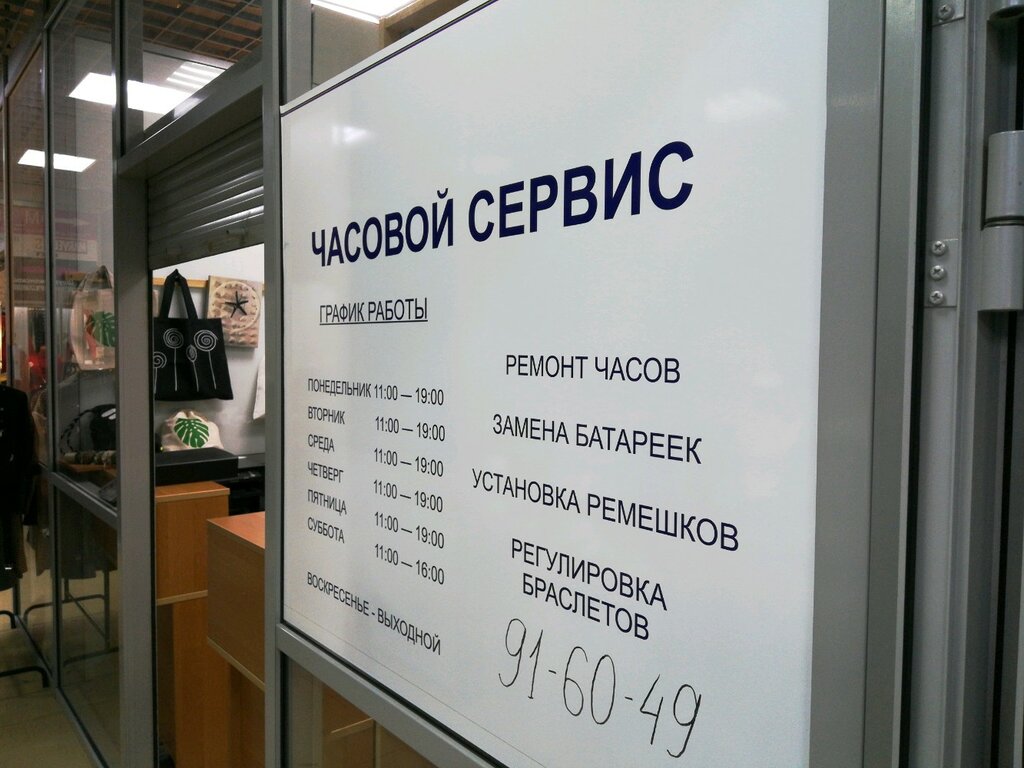 ЧАСОВОЙ СЕРВИС
ГРАФИК РАБОТЫ
ПОНЕДЕЛЬНИК 11:00 — 19:00
ВТОРНИК 11:00 — 19:00
СРЕДА 11:00 — 19:00
ЧЕТВЕРГ 11:00 — 19:00
ПЯТНИЦА 11:00 — 19:00
СУББОТА 11:00 — 16:00
ВОСКРЕСЕНЬЕ - ВЫХОДНОЙ
РЕМОНТ ЧАСОВ
ЗАМЕНА БАТАРЕЕК
УСТАНОВКА РЕМЕШКОВ
РЕГУЛИРОВКА
БРАСЛЕТОВ
91-60-49